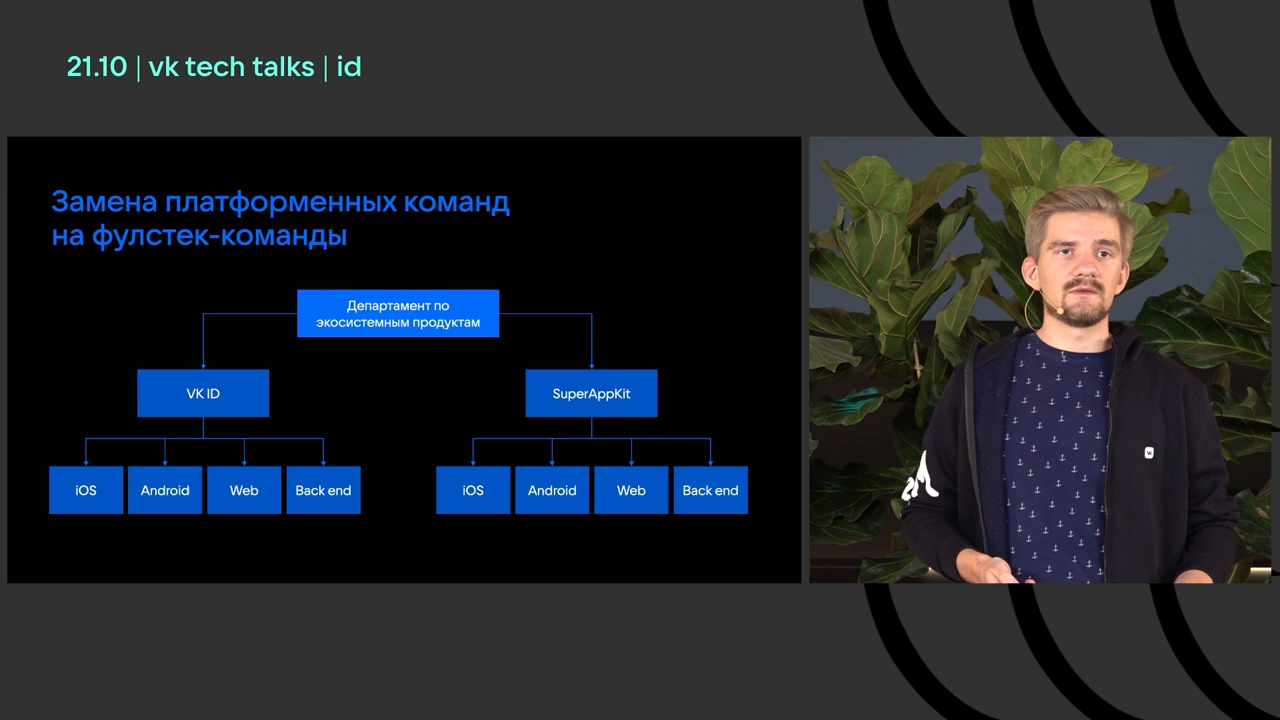 21.10 | vk tech talks | id
Замена платформенных команд
на фулстек-команды
Департамент по
экосистемным продуктам
VK ID
SuperAppKit
iOS
Android
Web
Back end
iOS
Android
Web
Back end